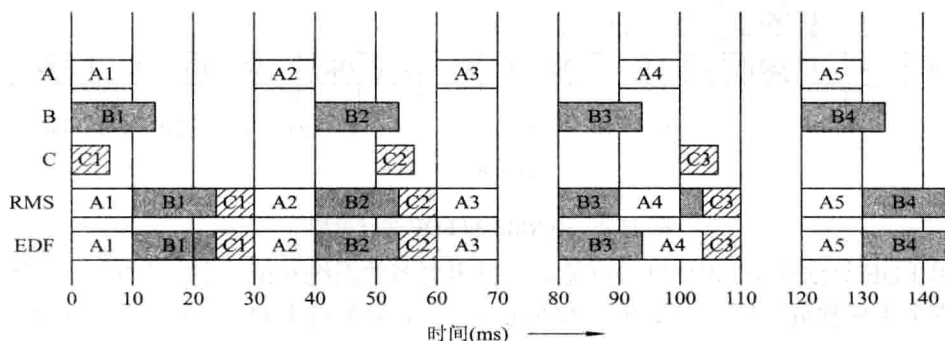 A A1 A2 A3 A4 A5
B B1 B2 B3 B4
C C1 C2 C3
RMS A1 B1 C1 A2 B2 C2 A3 B3 A4 C3 A5 B4
EDF A1 B1 C1 A2 B2 C2 A3 B3 A4 C3 A5 B4
0 10 20 30 40 50 60 70 80 90 100 110 120 130 140
时间(ms)